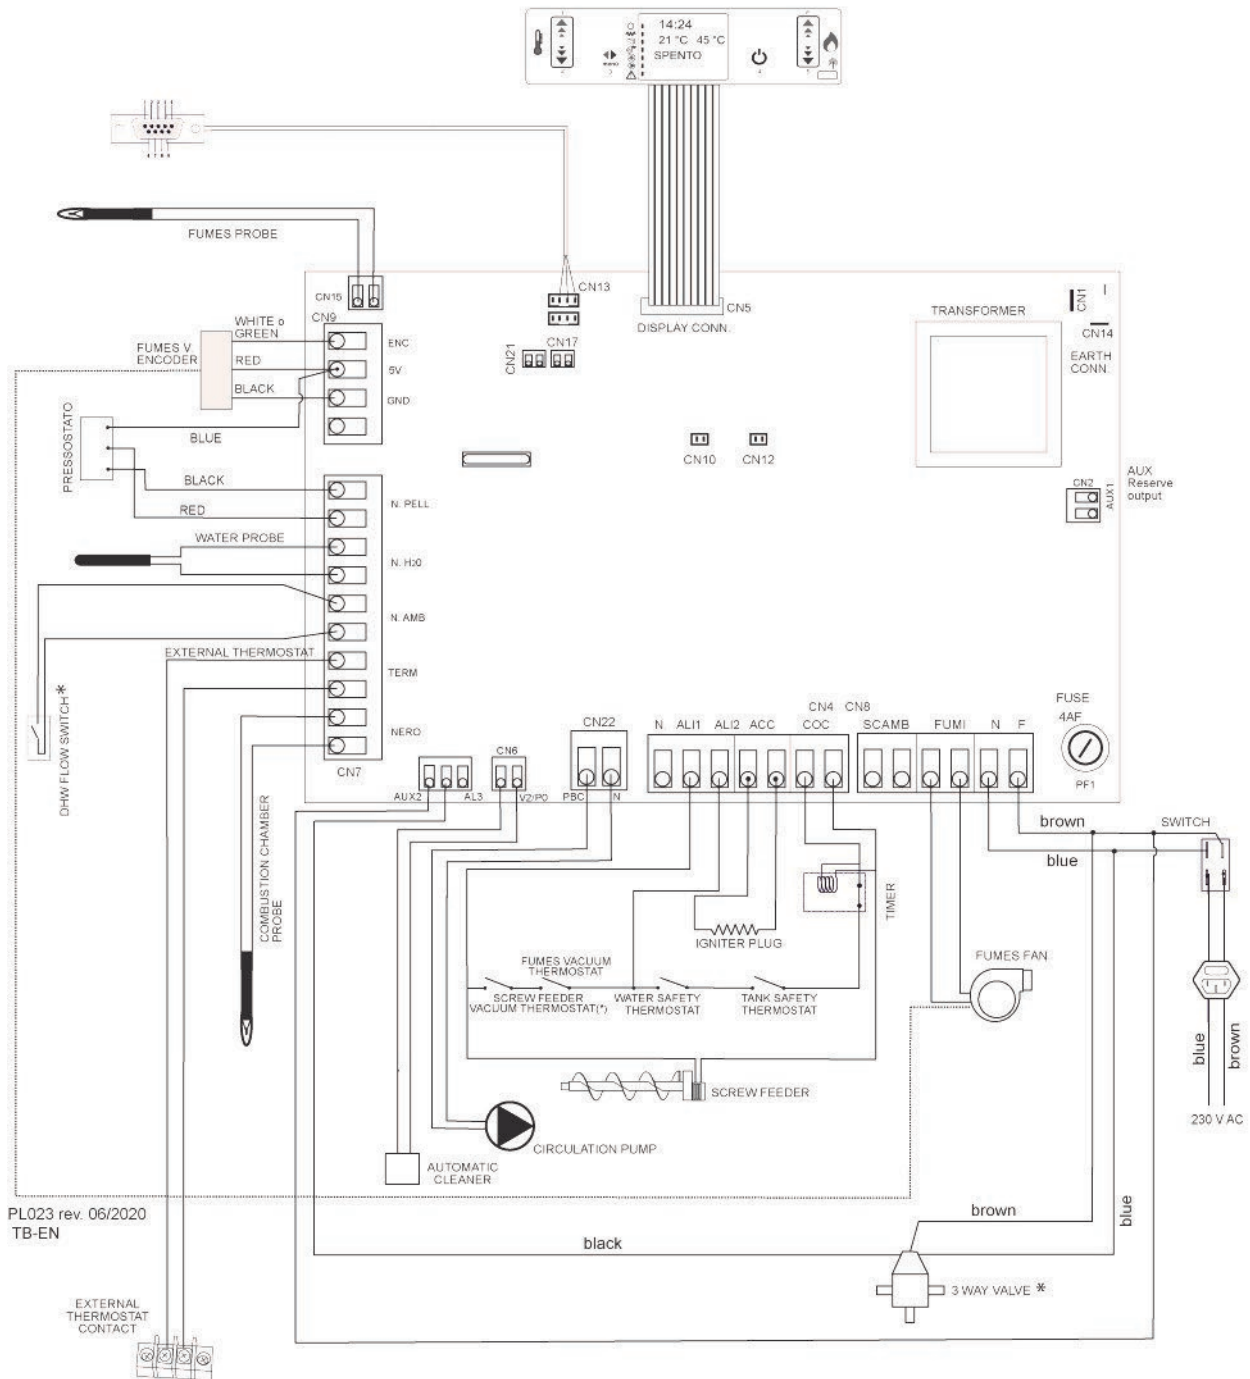 14:24
21 °C 45 °C
SPENTO
FUMES PROBE
CN15
CN13
CN5
DISPLAY CONN.
CN1
TRANSFORMER
CN14
EARTH
CONN.
CN9
WHITE o
GREEN
ENC
FUMES V.
ENCODER
RED
5V
BLACK
GND
CN21
CN17
PRESSOSTATO
BLUE
CN10
CN12
AUX
Reserve
output
CN2
AUX1
BLACK
N. PELL
RED
WATER PROBE
N. H20
N. AMB
EXTERNAL THERMOSTAT
TERM
NERO
CN7
DHW FLOW SWITCH*
FUSE
4AF
PF1
CN4 CN8
CN22
N ALI1 ALI2 ACC COC SCAMB FUMI N F
CN6
AUX2
AL3
V2/P0
PBC
N
brown
SWITCH
blue
COMBUSTION CHAMBER
PROBE
TIMER
IGNITER PLUG
FUMES VACUUM
THERMOSTAT
FUMES FAN
SCREW FEEDER
VACUUM THERMOSTAT(*)
WATER SAFETY
THERMOSTAT
TANK SAFETY
THERMOSTAT
blue
brown
SCREW FEEDER
230 V AC
CIRCULATION PUMP
AUTOMATIC
CLEANER
PL023 rev. 06/2020
TB-EN
brown
blue
black
3 WAY VALVE *
EXTERNAL
THERMOSTAT
CONTACT